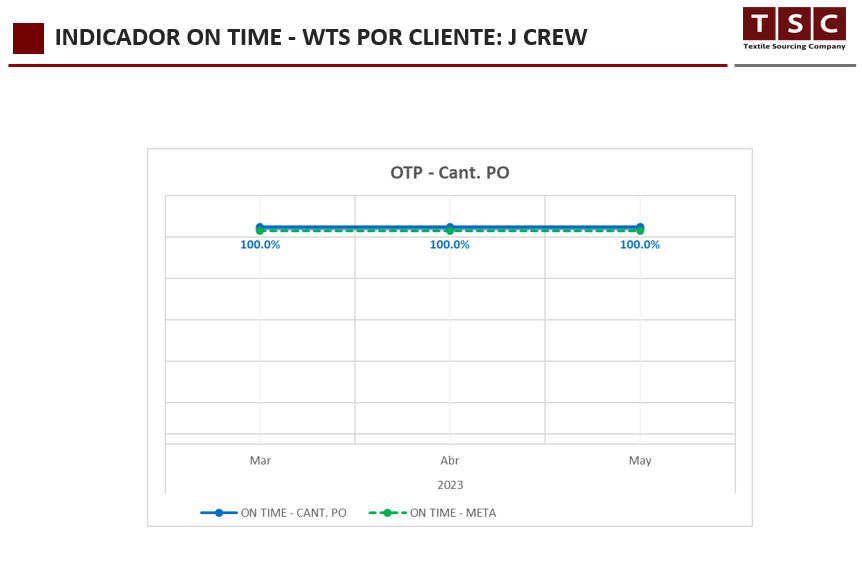 INDICADOR ON TIME - WTS POR CLIENTE: J CREW
TSC
Textile Sourcing Company
OTP - Cant. PO
100.0% 100.0% 100.0%
Mar Abr May
2023
ON TIME - CANT. PO ON TIME - META